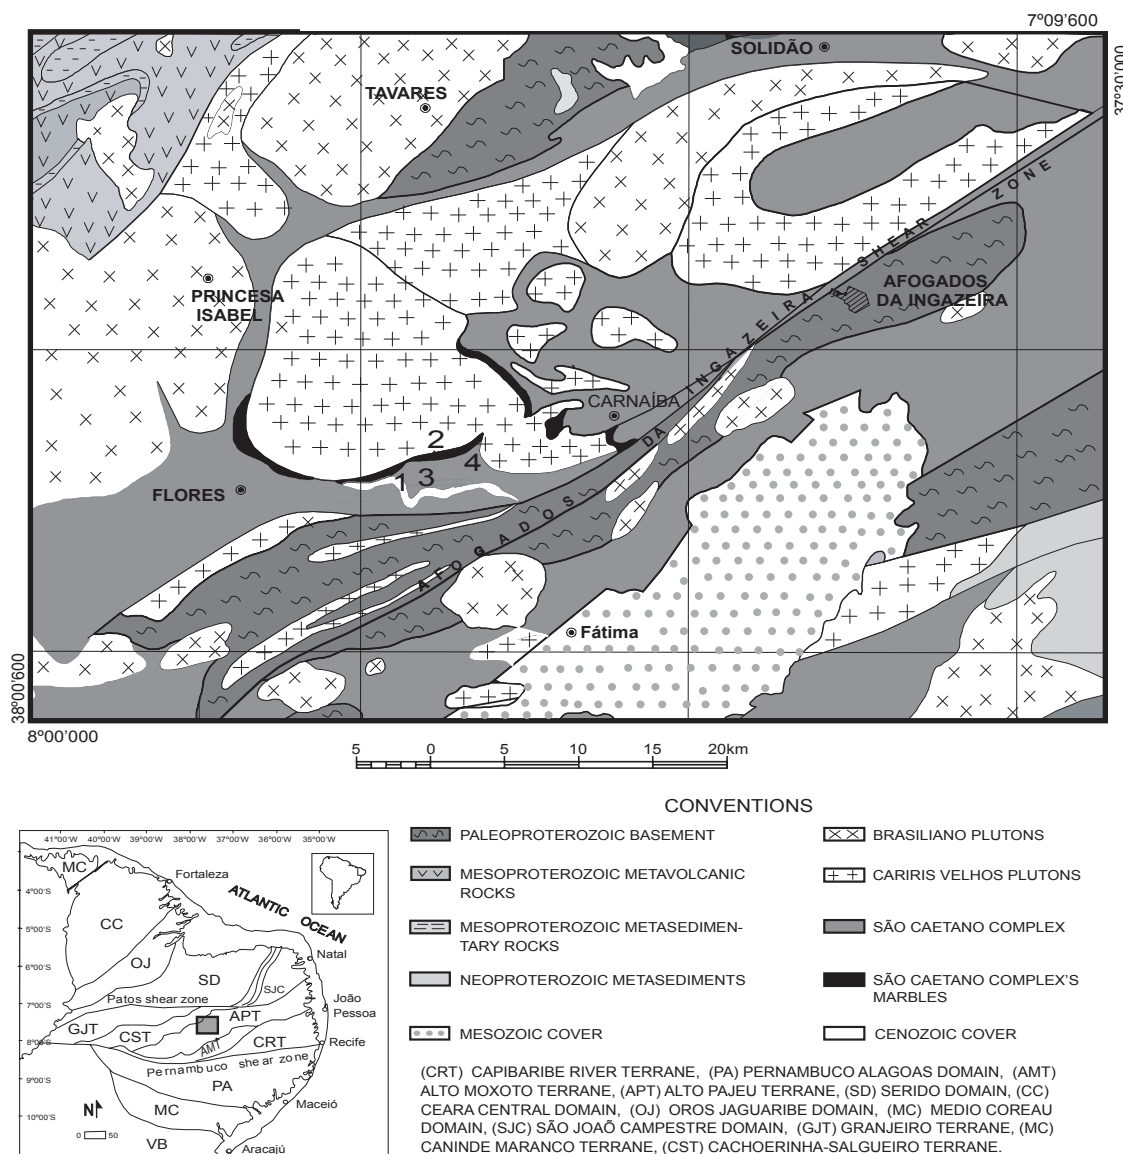 7º09,600
37º30,000
SOLIDÃO
TAVARES
SHEAR ZONE
AFOGADOS
DA INGAZEIRA
PRINCESA
ISABEL
CARNAÍBA
AFOGADOS DA INGAZEIRA
2
4
1 3
FLORES
Fátima
38º00'600
8º00'000
5 0 5 10 15 20km
CONVENTIONS
PALEOPROTEROZOIC BASEMENT
MESOPROTEROZOIC METAVOLCANIC
ROCKS
MESOPROTEROZOIC METASEDIMEN-
TARY ROCKS
NEOPROTEROZOIC METASEDIMENTS
MESOZOIC COVER
BRASILIANO PLUTONS
CARIRIS VELHOS PLUTONS
SÃO CAETANO COMPLEX
SÃO CAETANO COMPLEX'S
MARBLES
CENOZOIC COVER
(CRT) CAPIBARIBE RIVER TERRANE, (PA) PERNAMBUCO ALAGOAS DOMAIN, (AMT)
ALTO MOXOTO TERRANE, (APT) ALTO PAJEU TERRANE, (SD) SERIDO DOMAIN, (CC)
CEARA CENTRAL DOMAIN, (OJ) OROS JAGUARIBE DOMAIN, (MC) MEDIO COREAU
DOMAIN, (SJC) SÃO JOAÕ CAMPESTRE DOMAIN, (GJT) GRANJEIRO TERRANE, (MC)
CANINDE MARANCO TERRANE, (CST) CACHOERINHA-SALGUEIRO TERRANE.
41º00'W 40º00'W 39º00'W 38º00'W 37º00'W 36º00'W 35º00'W
MC
Fortaleza
4º00'S
ATLANTIC OCEAN
CC
5º00'S
Natal
OJ
6º00'S
SD
SJC
Patos shear zone
João
Pessoa
7º00'S
APT
GJT
CST
8º00'S
AMT
CRT
Recife
Pernambuco shear zone
9º00'S
PA
MC
Maceió
10º00'S
N
0 50
VB
Aracajú